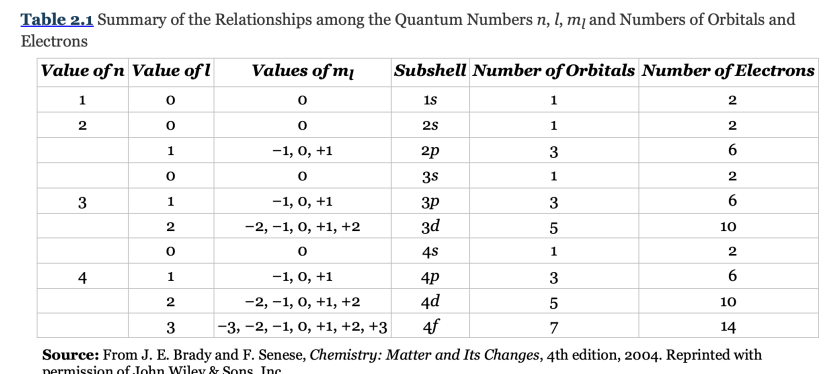 Table 2.1 Summary of the Relationships among the Quantum Numbers n, l, ml and Numbers of Orbitals and
Electrons
Value of n Value of l Values of ml Subshell Number of Orbitals Number of Electrons
1 0 0 1s 1 2
2 0 0 2s 1 2
1 −1, 0, +1 2p 3 6
0 0 3s 1 2
3 1 −1, 0, +1 3p 3 6
2 −2, −1, 0, +1, +2 3d 5 10
0 0 4s 1 2
4 1 −1, 0, +1 4p 3 6
2 −2, −1, 0, +1, +2 4d 5 10
3 −3, −2, −1, 0, +1, +2, +3 4f 7 14
Source: From J. E. Brady and F. Senese, Chemistry: Matter and Its Changes, 4th edition, 2004. Reprinted with
permission of John Wiley & Sons, Inc